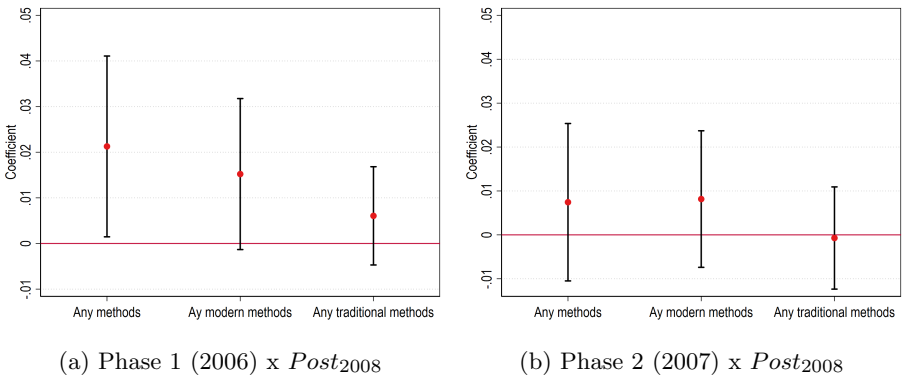 .05
.04
.03
.02
.01
0
-.01
Coefficient
Any methods
Ay modern methods
Any traditional methods
(a) Phase 1 (2006) x Post2008
.05
.04
.03
.02
.01
0
-.01
Coefficient
Any methods
Any modern methods
Any traditional methods
(b) Phase 2 (2007) x Post2008